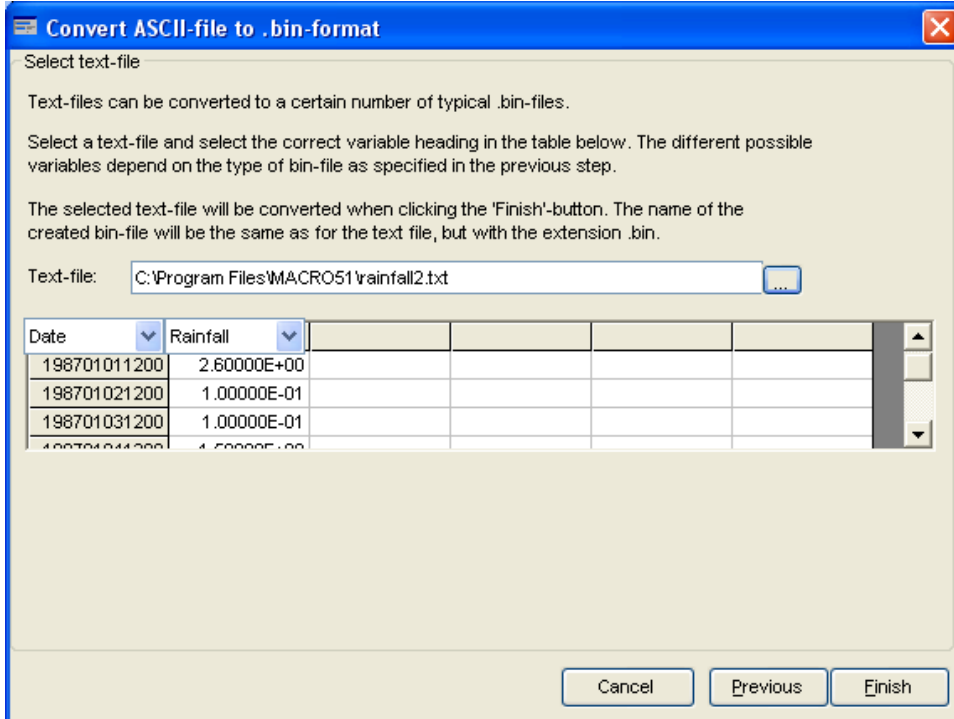 Convert ASCII-file to .bin-format
Select text-file
Text-files can be converted to a certain number of typical .bin-files.
Select a text-file and select the correct variable heading in the table below. The different possible
variables depend on the type of bin-file as specified in the previous step.
The selected text-file will be converted when clicking the 'Finish'-button. The name of the
created bin-file will be the same as for the text file, but with the extension .bin.
Text-file: C:\Program Files\MACRO51\rainfall2.txt ...
Date Rainfall
198701011200 2.60000E+00
198701021200 1.00000E-01
198701031200 1.00000E-01
Cancel Previous Finish